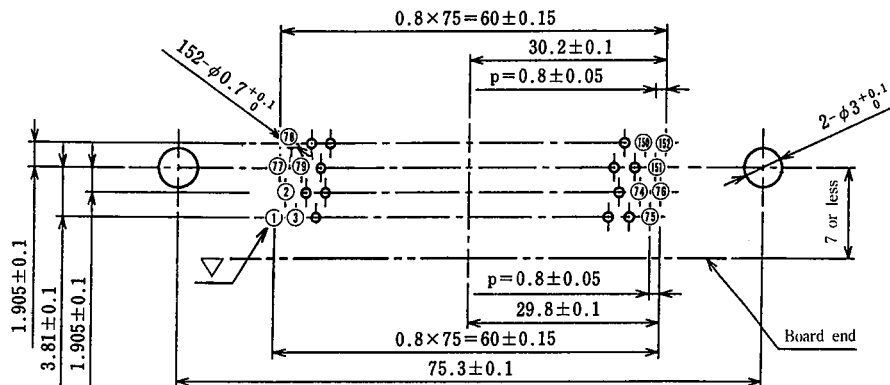 0.8×75=60±0.15
30.2±0.1
152-φ0.7 +0.1 0
p=0.8±0.05
2-φ3 +0.1 0
78
150 152
77 79
151
2
74 76
1 3
75
7 or less
1.905±0.1
3.81±0.1
1.905±0.1
p=0.8±0.05
29.8±0.1
Board end
0.8×75=60±0.15
75.3±0.1